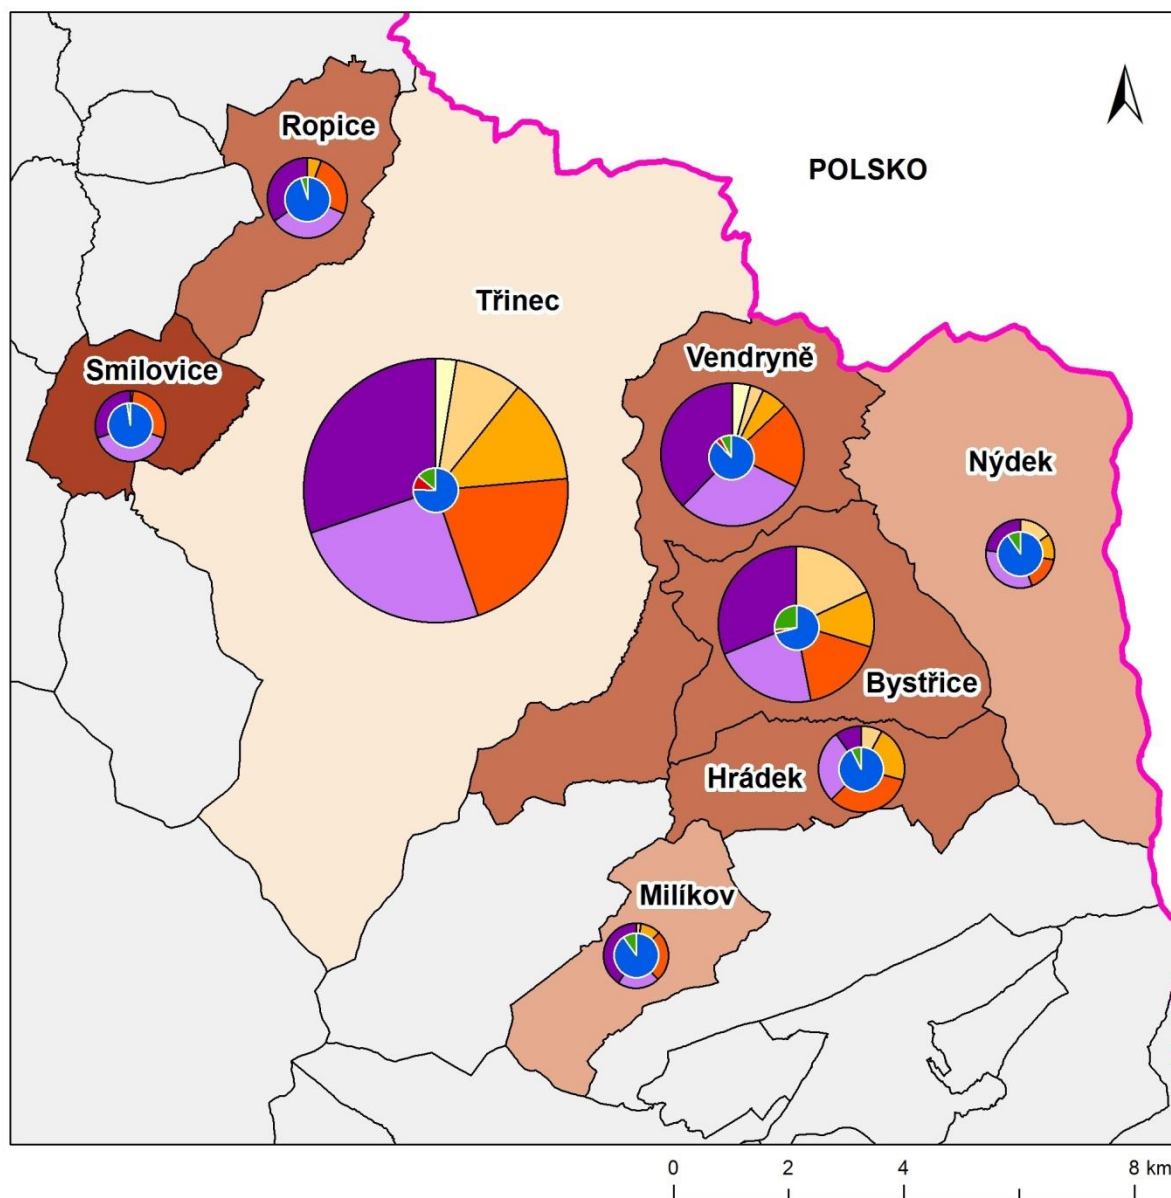 Ropice
POLSKO
Třinec
Vendryně
Smilovice
Nýdek
Bystřice
Hrádek
Milíkov
0 2 4 8 km